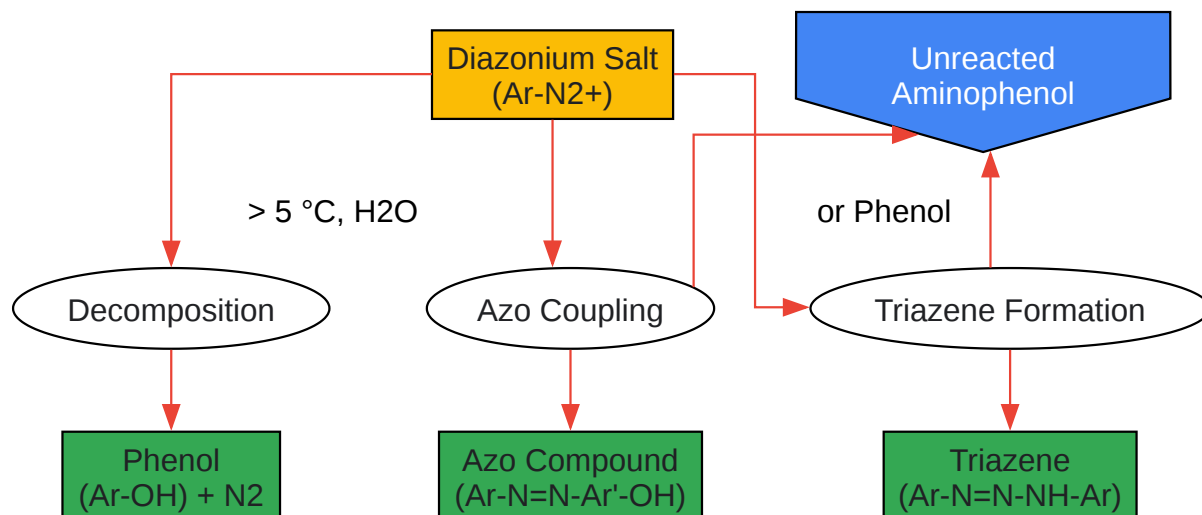 Diazonium Salt
(Ar-N2+)
Unreacted
Aminophenol
> 5 °C, H2O
or Phenol
Decomposition
Azo Coupling
Triazene Formation
Phenol
(Ar-OH) + N2
Azo Compound
(Ar-N=N-Ar'-OH)
Triazene
(Ar-N=N-NH-Ar)